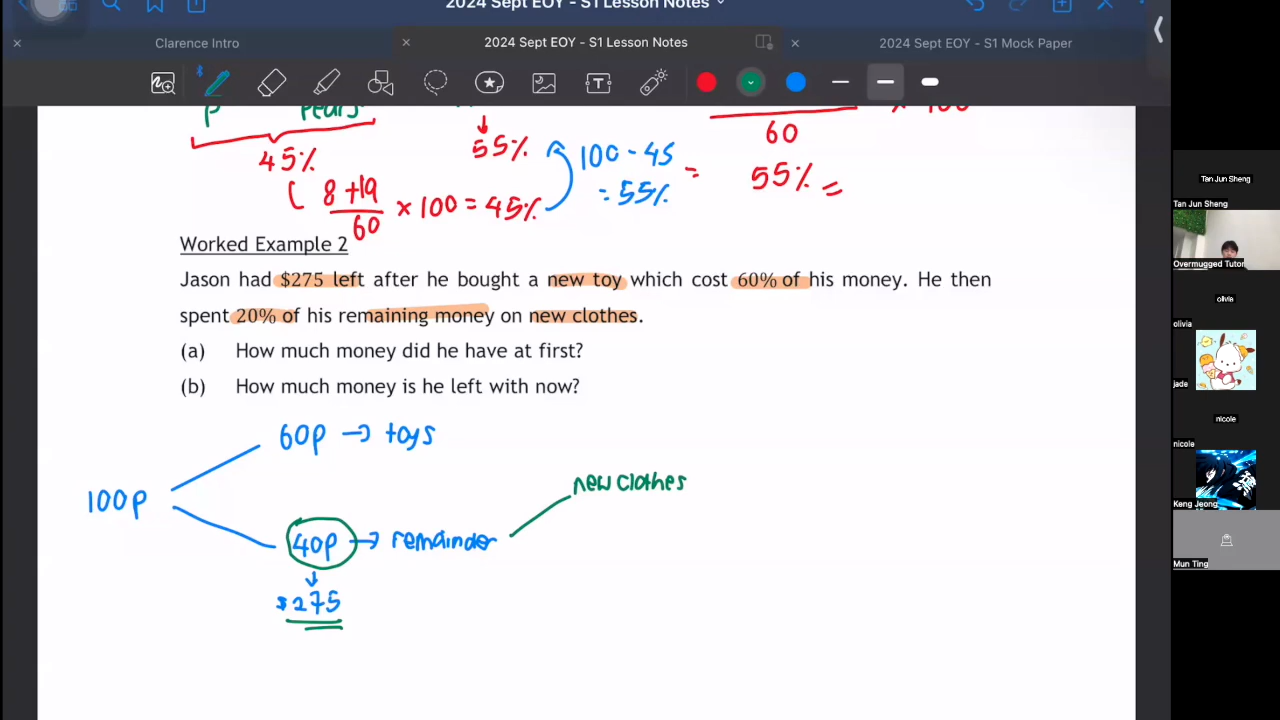 2024 Sept EOY - S1 Lesson Notes
Clarence Intro
2024 Sept EOY - S1 Lesson Notes
2024 Sept EOY - S1 Mock Paper
P Pears
45%
55%
100 - 45
= 55%
60
= 55% =
( 8 + 19 / 60 × 100 = 45%
Worked Example 2
Jason had $275 left after he bought a new toy which cost 60% of his money. He then
spent 20% of his remaining money on new clothes.
(a) How much money did he have at first?
(b) How much money is he left with now?
60p → toys
100p
new clothes
40p → remainder
$275
Tan Jun Sheng
Tan Jun Sheng
Overmugged Tutor
olivia
olivia
jade
nicole
nicole
Keng Jeong
Mun Ting